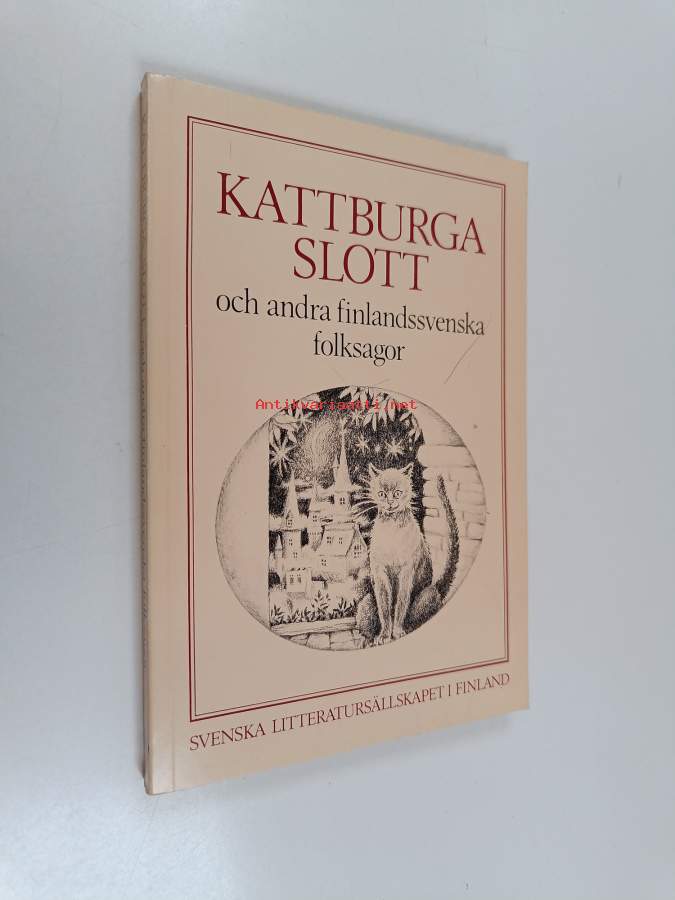 KATTBURGA
SLOTT
och andra finlandssvenska
folksagor
Antikvariaatti.net
SVENSKA LITTERATURSÄLLSKAPET I FINLAND